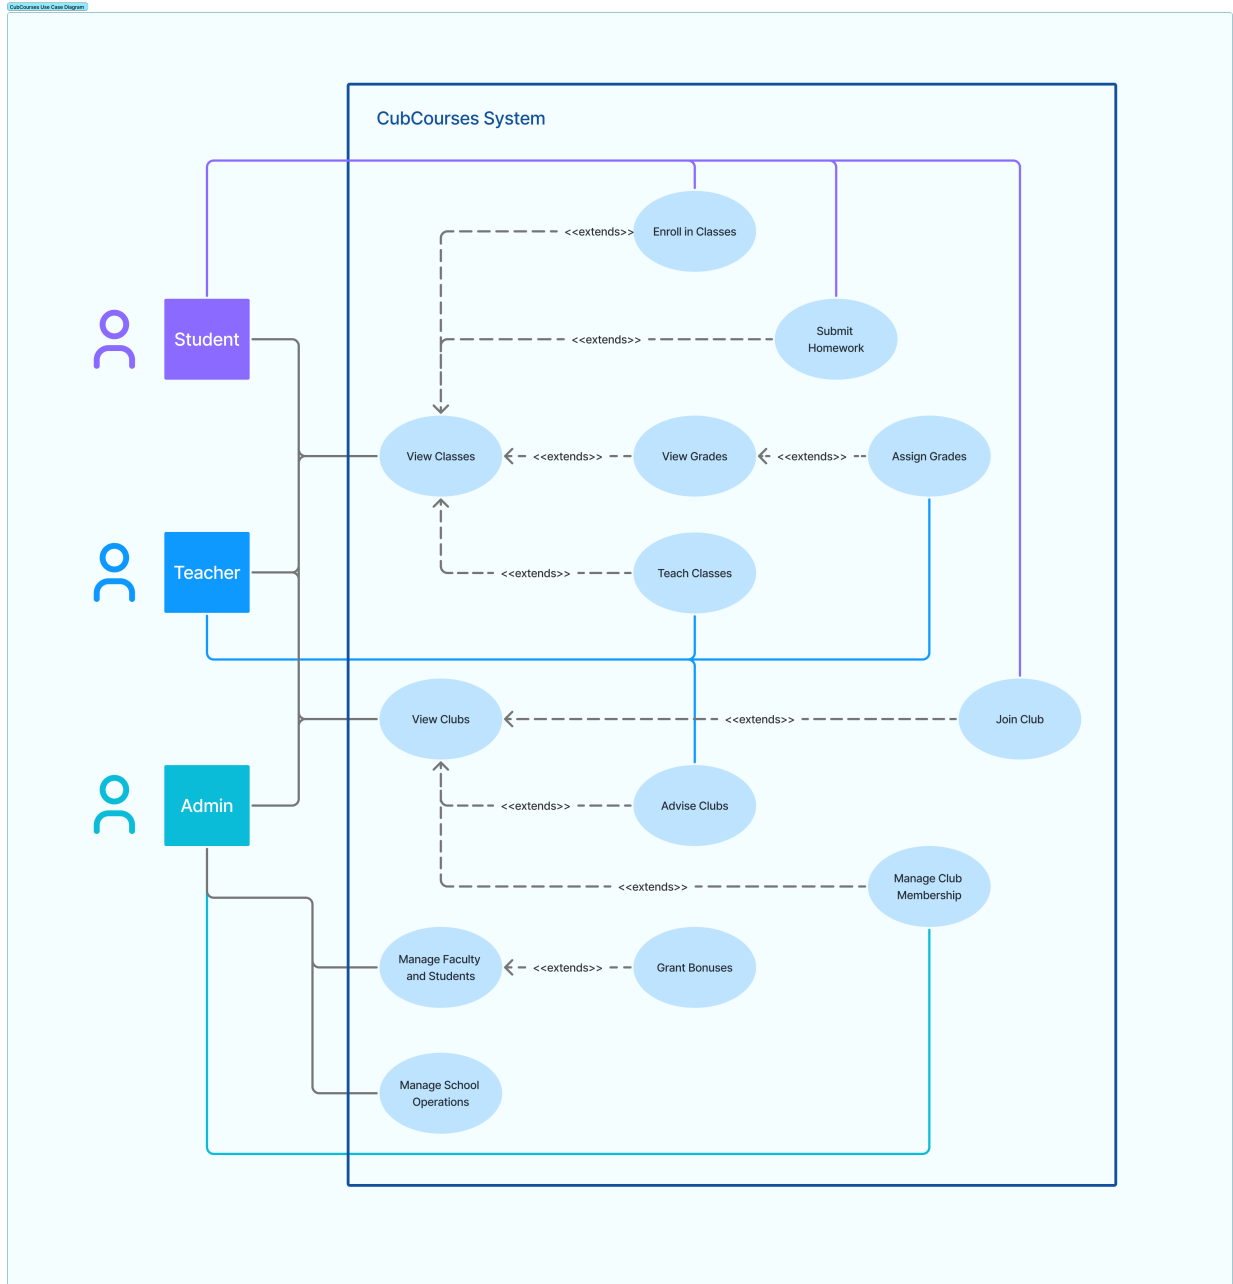 CubCourses Use Case Diagram
CubCourses System
<<extends>>
Enroll in Classes
Student
<<extends>>
Submit
Homework
View Classes
<<extends>>
View Grades
<<extends>>
Assign Grades
Teacher
<<extends>>
Teach Classes
View Clubs
<<extends>>
Join Club
Admin
<<extends>>
Advise Clubs
<<extends>>
Manage Club
Membership
Manage Faculty
and Students
<<extends>>
Grant Bonuses
Manage School
Operations